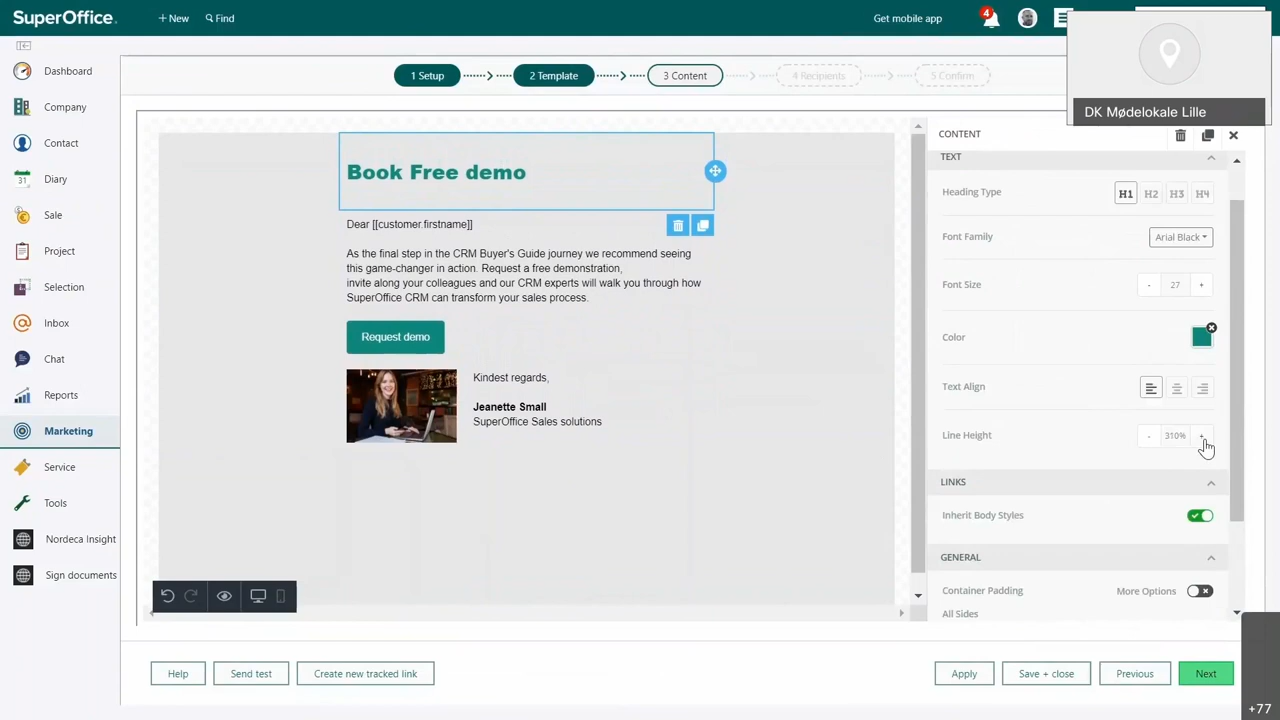 SuperOffice.
+ New
Find
Get mobile app
4
DK Mødelokale Lille
Dashboard
Company
Contact
31
Diary
Sale
Project
Selection
Inbox
Chat
Reports
Marketing
Service
Tools
Nordeca Insight
Sign documents
1 Setup
2 Template
3 Content
4 Recipients
5 Confirm
Book Free demo
Dear [[customer.firstname]]
As the final step in the CRM Buyer's Guide journey we recommend seeing
this game-changer in action. Request a free demonstration,
invite along your colleagues and our CRM experts will walk you through how
SuperOffice CRM can transform your sales process.
Request demo
Kindest regards,
Jeanette Small
SuperOffice Sales solutions
CONTENT
TEXT
Heading Type
H1 H2 H3 H4
Font Family
Arial Black
Font Size
- 27 +
Color
Text Align
Line Height
- 310% +
LINKS
Inherit Body Styles
GENERAL
Container Padding
More Options
All Sides
Help
Send test
Create new tracked link
Apply
Save + close
Previous
Next
+77